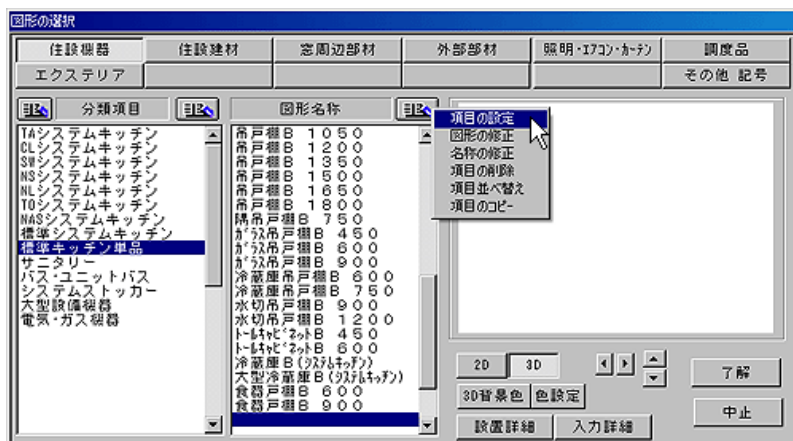 図形の選択
住設機器 住設建材 窓周辺部材 外部部材 照明・エアコン・カーテン 調度品
エクステリア その他 記号
分類項目 図形名称
TAシステムキッチン
CLシステムキッチン
SWシステムキッチン
NSシステムキッチン
NLシステムキッチン
TOシステムキッチン
NASシステムキッチン
標準システムキッチン
標準キッチン単品
サニタリー
バス・ユニットバス
システムストッカー
大型設備機器
電気・ガス機器
吊戸棚B 1050
吊戸棚B 1200
吊戸棚B 1350
吊戸棚B 1500
吊戸棚B 1650
吊戸棚B 1800
隅吊戸棚B 750
ガラス吊戸棚B 450
ガラス吊戸棚B 600
ガラス吊戸棚B 900
冷蔵庫吊戸棚B 600
冷蔵庫吊戸棚B 750
水切吊戸棚B 900
水切吊戸棚B 1200
トールキャビネットB 450
トールキャビネットB 600
冷蔵庫B(システムキッチン)
大型冷蔵庫B(システムキッチン)
食器戸棚B 600
食器戸棚B 900
項目の設定
図形の修正
名称の修正
項目の削除
項目並べ替え
項目のコピー
2D 3D
3D背景色 色設定
設置詳細 入力詳細
了解
中止